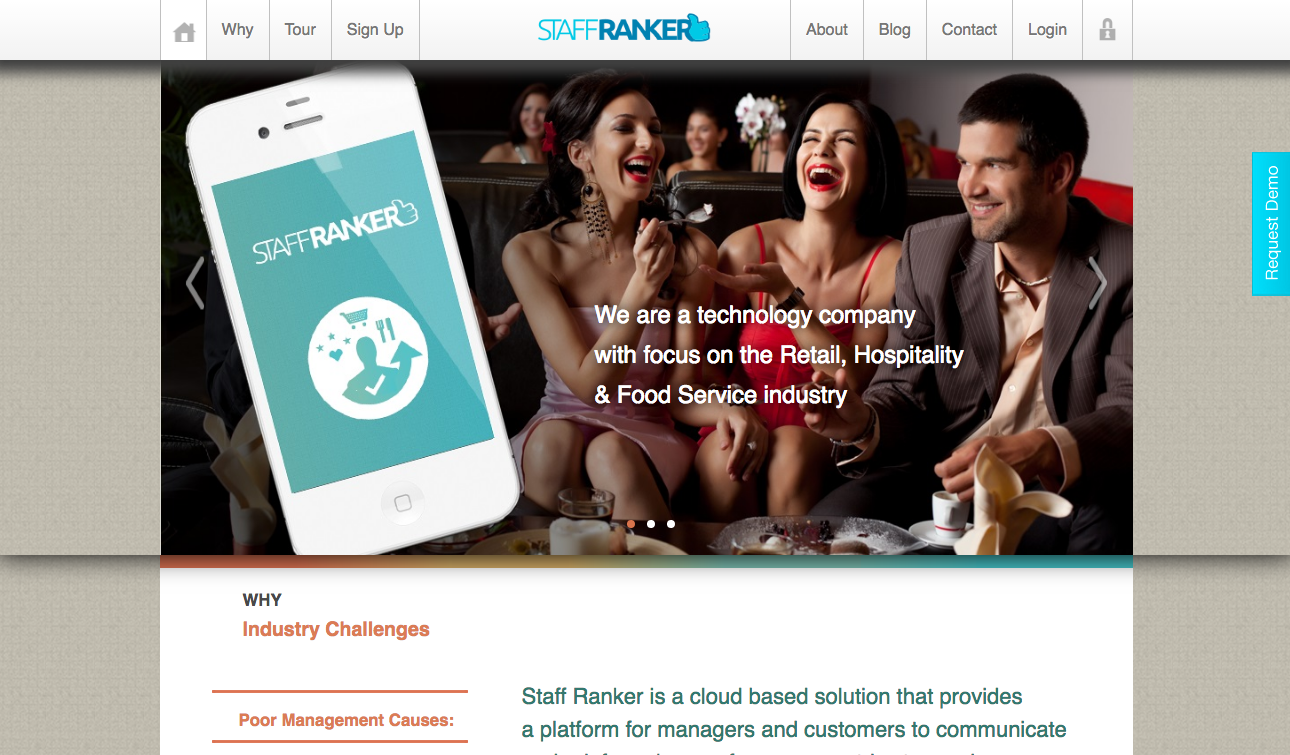 Why
Tour
Sign Up
STAFFRANKER
About
Blog
Contact
Login
Request Demo
STAFFRANKER
We are a technology company
with focus on the Retail, Hospitality
& Food Service industry
WHY
Industry Challenges
Poor Management Causes:
Staff Ranker is a cloud based solution that provides
a platform for managers and customers to communicate